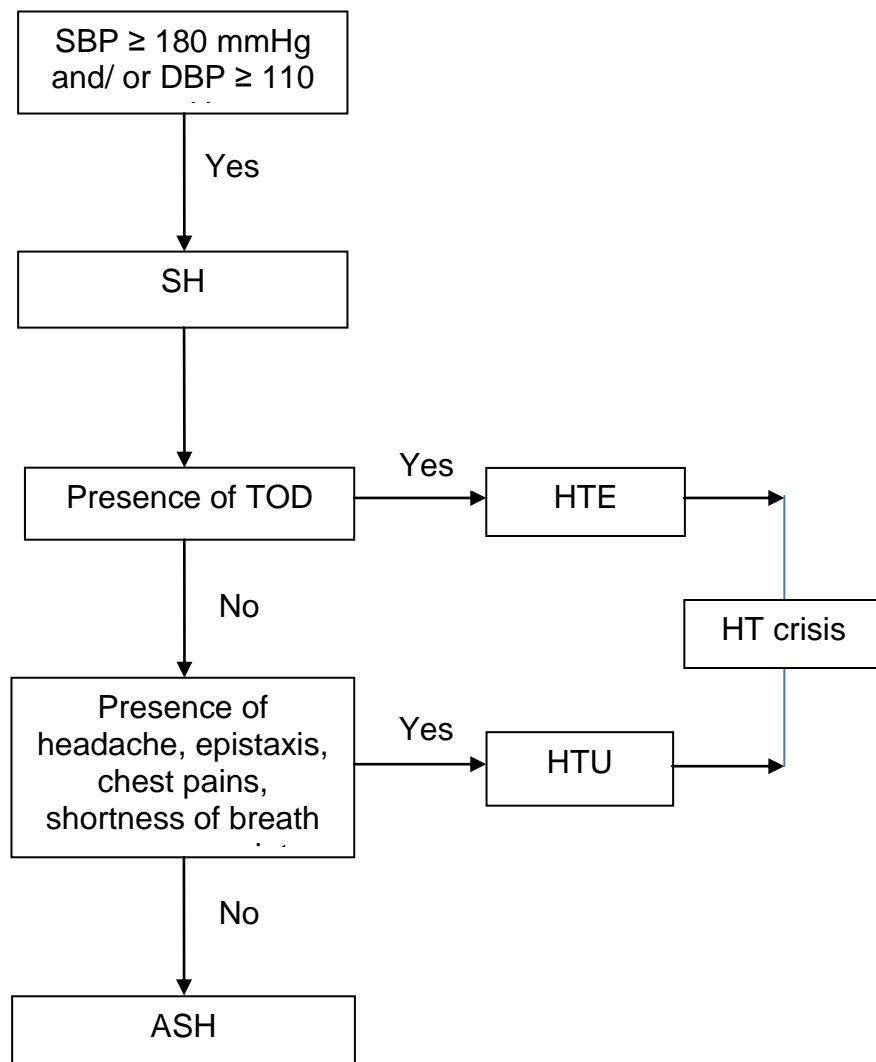 SBP ≥ 180 mmHg
and/ or DBP ≥ 110
Yes
SH
Presence of TOD
Yes
HTE
No
HT crisis
Presence of
headache, epistaxis,
chest pains,
shortness of breath
Yes
HTU
No
ASH